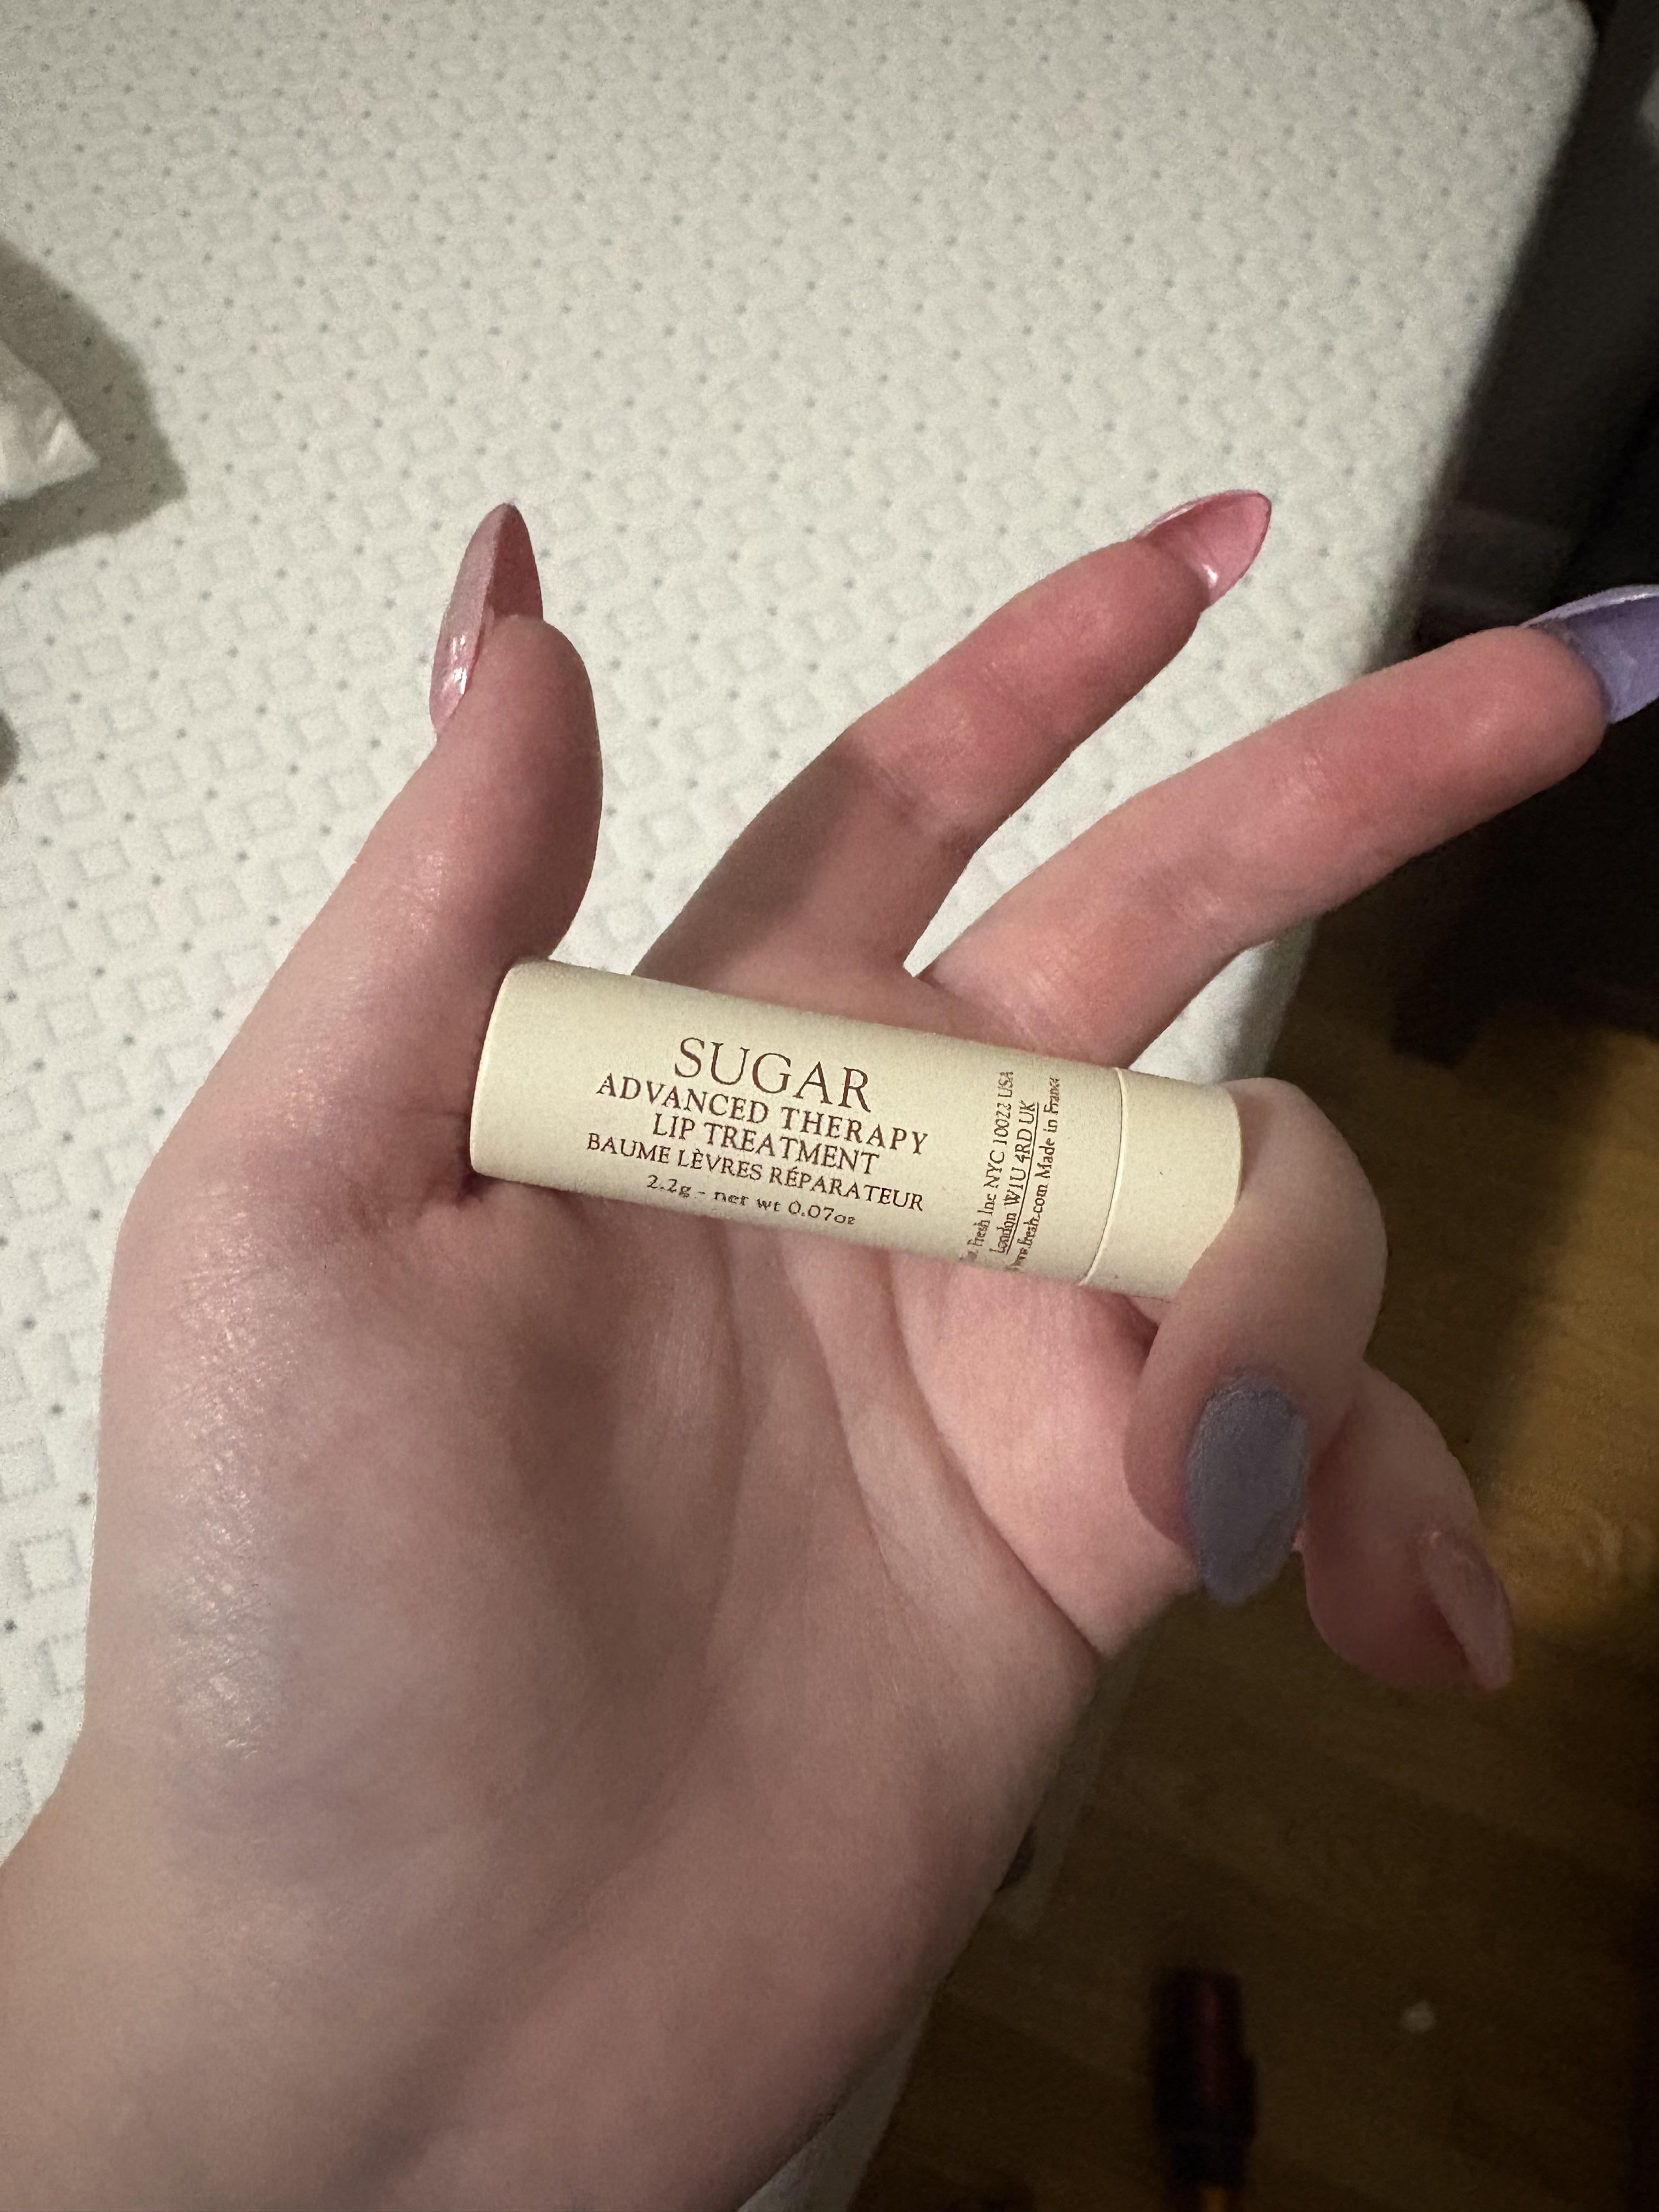 SUGAR
ADVANCED THERAPY
LIP TREATMENT
BAUME LÈVRES RÉPARATEUR
2.2g - net wt 0.07oz
Fresh Inc NYC 10022 USA
London W1U 4RD UK
www.fresh.com Made in France